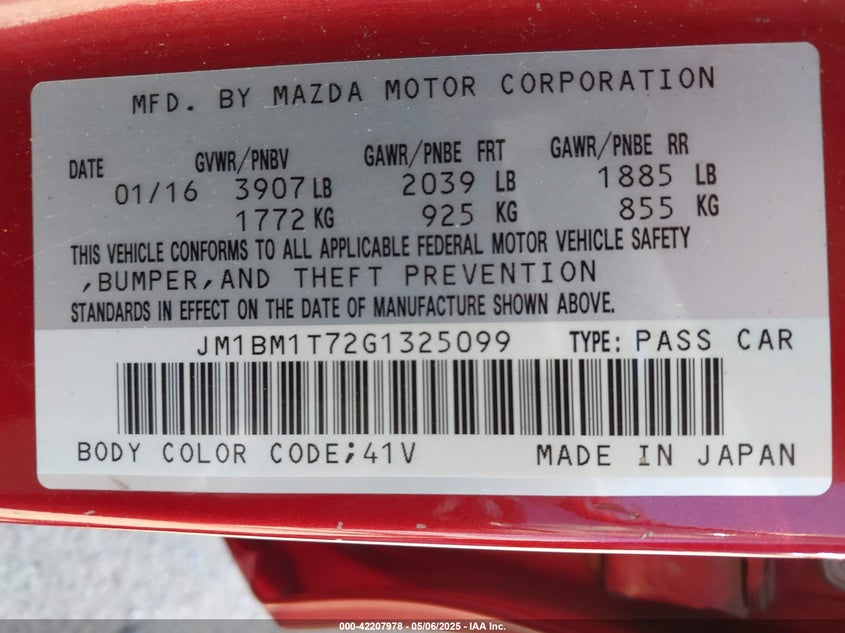 MFD. BY MAZDA MOTOR CORPORATION
DATE GVWR/PNBV GAWR/PNBE FRT GAWR/PNBE RR
01/16 3907 LB 2039 LB 1885 LB
1772 KG 925 KG 855 KG
THIS VEHICLE CONFORMS TO ALL APPLICABLE FEDERAL MOTOR VEHICLE SAFETY
,BUMPER,AND THEFT PREVENTION
STANDARDS IN EFFECT ON THE DATE OF MANUFACTURE SHOWN ABOVE.
JM1BM1T72G1325099 TYPE: PASS CAR
BODY COLOR CODE;41V MADE IN JAPAN
000-42207978 - 05/06/2025 - IAA Inc.